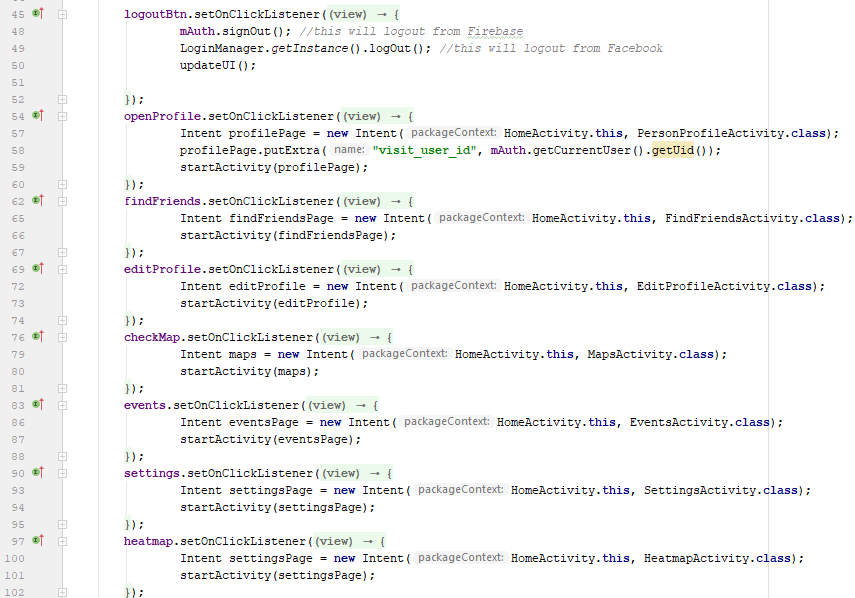 45 logoutBtn.setOnClickListener((view) → {
48 mAuth.signOut(); //this will logout from Firebase
49 LoginManager.getInstance().logOut(); //this will logout from Facebook
50 updateUI();
51
52 });
54 openProfile.setOnClickListener((view) → {
57 Intent profilePage = new Intent( packageContext: HomeActivity.this, PersonProfileActivity.class);
58 profilePage.putExtra( name: "visit_user_id", mAuth.getCurrentUser().getUid());
59 startActivity(profilePage);
60 });
62 findFriends.setOnClickListener((view) → {
65 Intent findFriendsPage = new Intent( packageContext: HomeActivity.this, FindFriendsActivity.class);
66 startActivity(findFriendsPage);
67 });
69 editProfile.setOnClickListener((view) → {
72 Intent editProfile = new Intent( packageContext: HomeActivity.this, EditProfileActivity.class);
73 startActivity(editProfile);
74 });
76 checkMap.setOnClickListener((view) → {
79 Intent maps = new Intent( packageContext: HomeActivity.this, MapsActivity.class);
80 startActivity(maps);
81 });
83 events.setOnClickListener((view) → {
86 Intent eventsPage = new Intent( packageContext: HomeActivity.this, EventsActivity.class);
87 startActivity(eventsPage);
88 });
90 settings.setOnClickListener((view) → {
93 Intent settingsPage = new Intent( packageContext: HomeActivity.this, SettingsActivity.class);
94 startActivity(settingsPage);
95 });
97 heatmap.setOnClickListener((view) → {
100 Intent settingsPage = new Intent( packageContext: HomeActivity.this, HeatmapActivity.class);
101 startActivity(settingsPage);
102 });